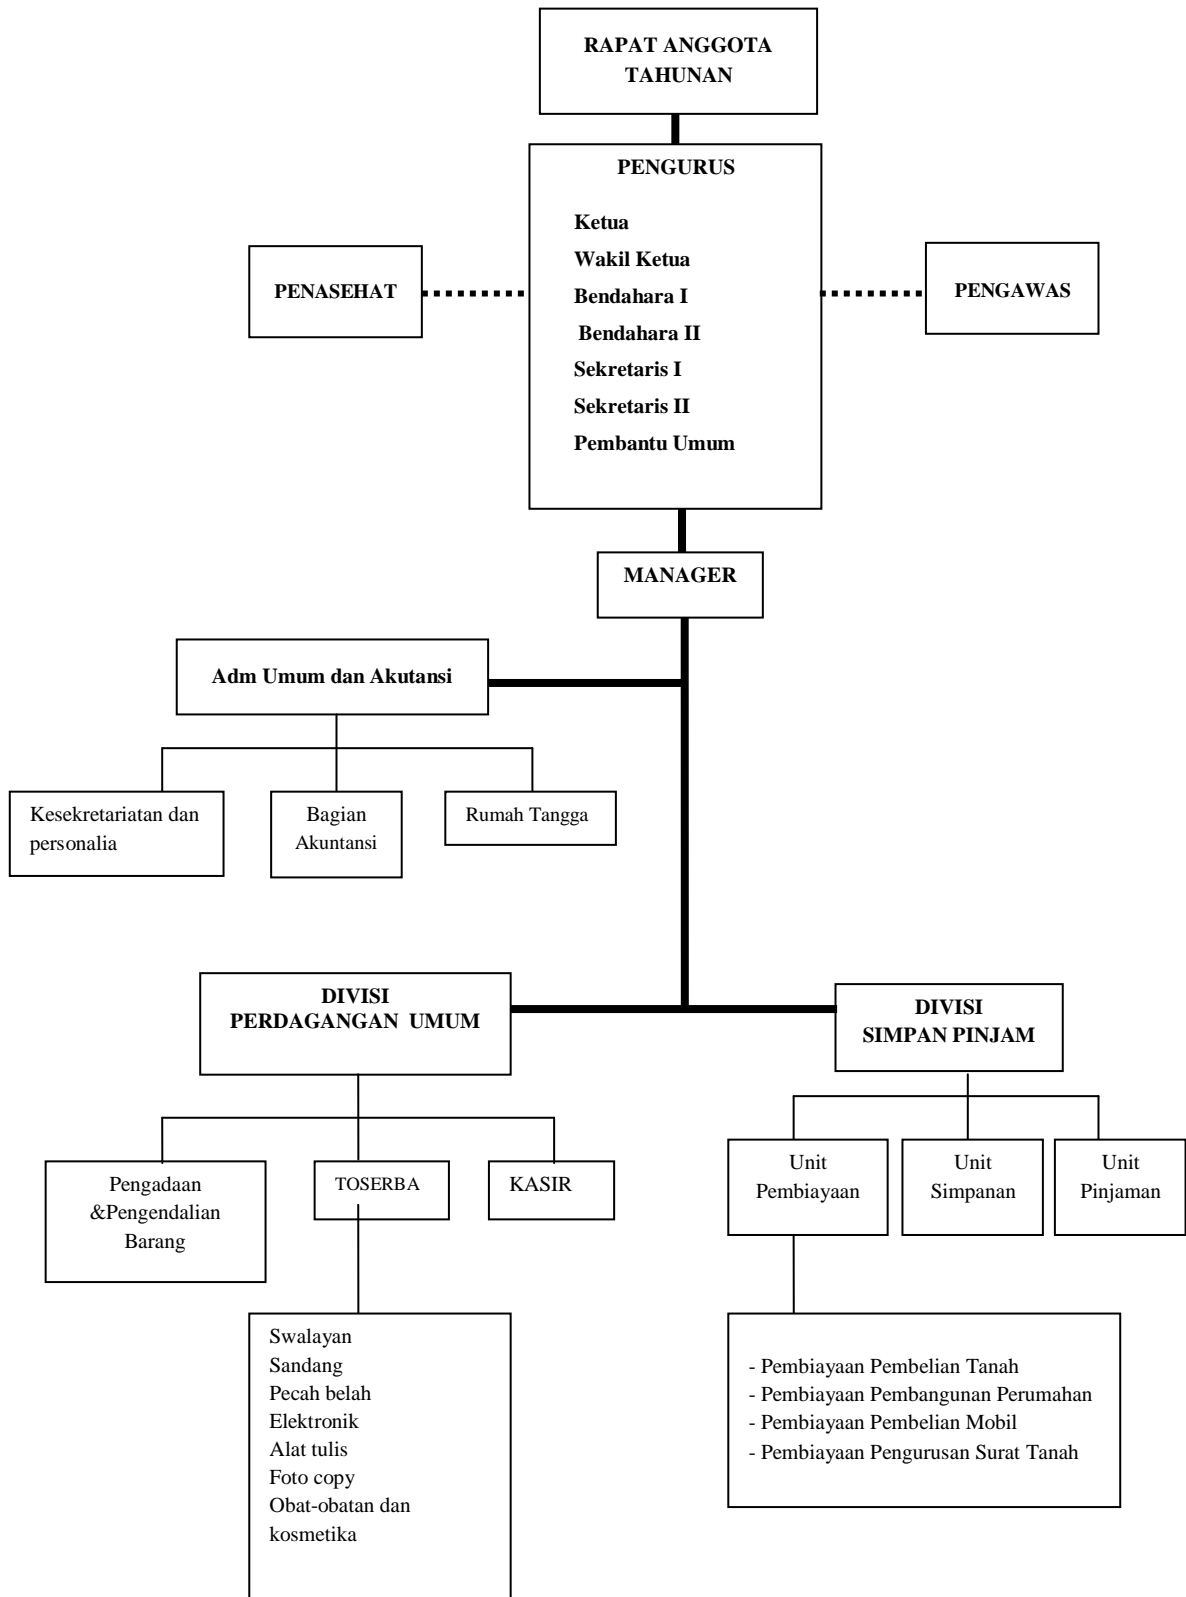 RAPAT ANGGOTA
TAHUNAN
PENGURUS
Ketua
Wakil Ketua
Bendahara I
Bendahara II
Sekretaris I
Sekretaris II
Pembantu Umum
PENASEHAT
PENGAWAS
MANAGER
Adm Umum dan Akutansi
Kesekretariatan dan
personalia
Bagian
Akuntansi
Rumah Tangga
DIVISI
PERDAGANGAN UMUM
DIVISI
SIMPAN PINJAM
Pengadaan
&Pengendalian
Barang
TOSERBA
KASIR
Unit
Pembiayaan
Unit
Simpanan
Unit
Pinjaman
Swalayan
Sandang
Pecah belah
Elektronik
Alat tulis
Foto copy
Obat-obatan dan
kosmetika
- Pembiayaan Pembelian Tanah
- Pembiayaan Pembangunan Perumahan
- Pembiayaan Pembelian Mobil
- Pembiayaan Pengurusan Surat Tanah